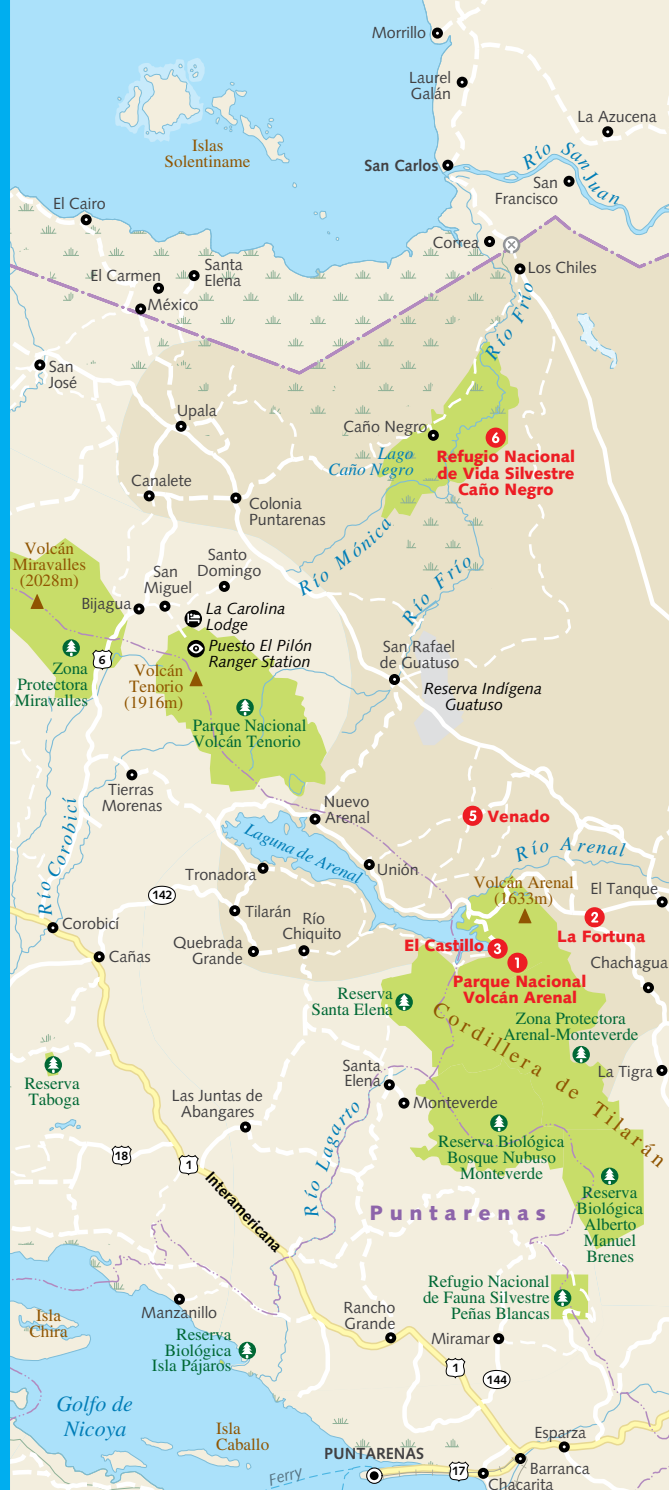 Morrillo
Laurel
Galán
La Azucena
Islas
Solentiname
San Carlos
Río San Juan
San
Francisco
El Cairo
Correa
Los Chiles
El Carmen
Santa
Elena
México
Río Frío
San
José
Upala
Caño Negro
6
Lago
Caño Negro
Refugio Nacional
de Vida Silvestre
Caño Negro
Canalete
Colonia
Puntarenas
Río Mónica
Volcán
Miravalles
(2028m)
Santo
Domingo
San
Miguel
Bijagua
La Carolina
Lodge
Río Frío
Puesto El Pilón
Ranger Station
San Rafael
de Guatuso
6
Zona
Protectora
Miravalles
Volcán
Tenorio
(1916m)
Reserva Indígena
Guatuso
Parque Nacional
Volcán Tenorio
Tierras
Morenas
Nuevo
Arenal
5 Venado
Río Corobicí
Laguna de Arenal
Río Arenal
Unión
Tronadora
Volcán Arenal
(1633m)
El Tanque
142
Tilarán
2
La Fortuna
Corobicí
Río
Chiquito
Quebrada
Grande
El Castillo 3
Cañas
1
Chachagua
Parque Nacional
Volcán Arenal
Reserva
Santa Elena
Cordillera de Tilarán
Zona Protectora
Arenal-Monteverde
Reserva
Taboga
Santa
Elena
La Tigra
Las Juntas de
Abangares
Monteverde
Río Lagarto
Reserva Biológica
Bosque Nubuso
Monteverde
18
1
Interamericana
Reserva
Biológica
Alberto
Manuel
Brenes
Puntarenas
Refugio Nacional
de Fauna Silvestre
Peñas Blancas
Isla
Chira
Manzanillo
Rancho
Grande
Reserva
Biológica
Isla Pájaros
Miramar
1
144
Golfo de
Nicoya
Isla
Caballo
Esparza
PUNTARENAS
Barranca
17
Ferry
Chacarita